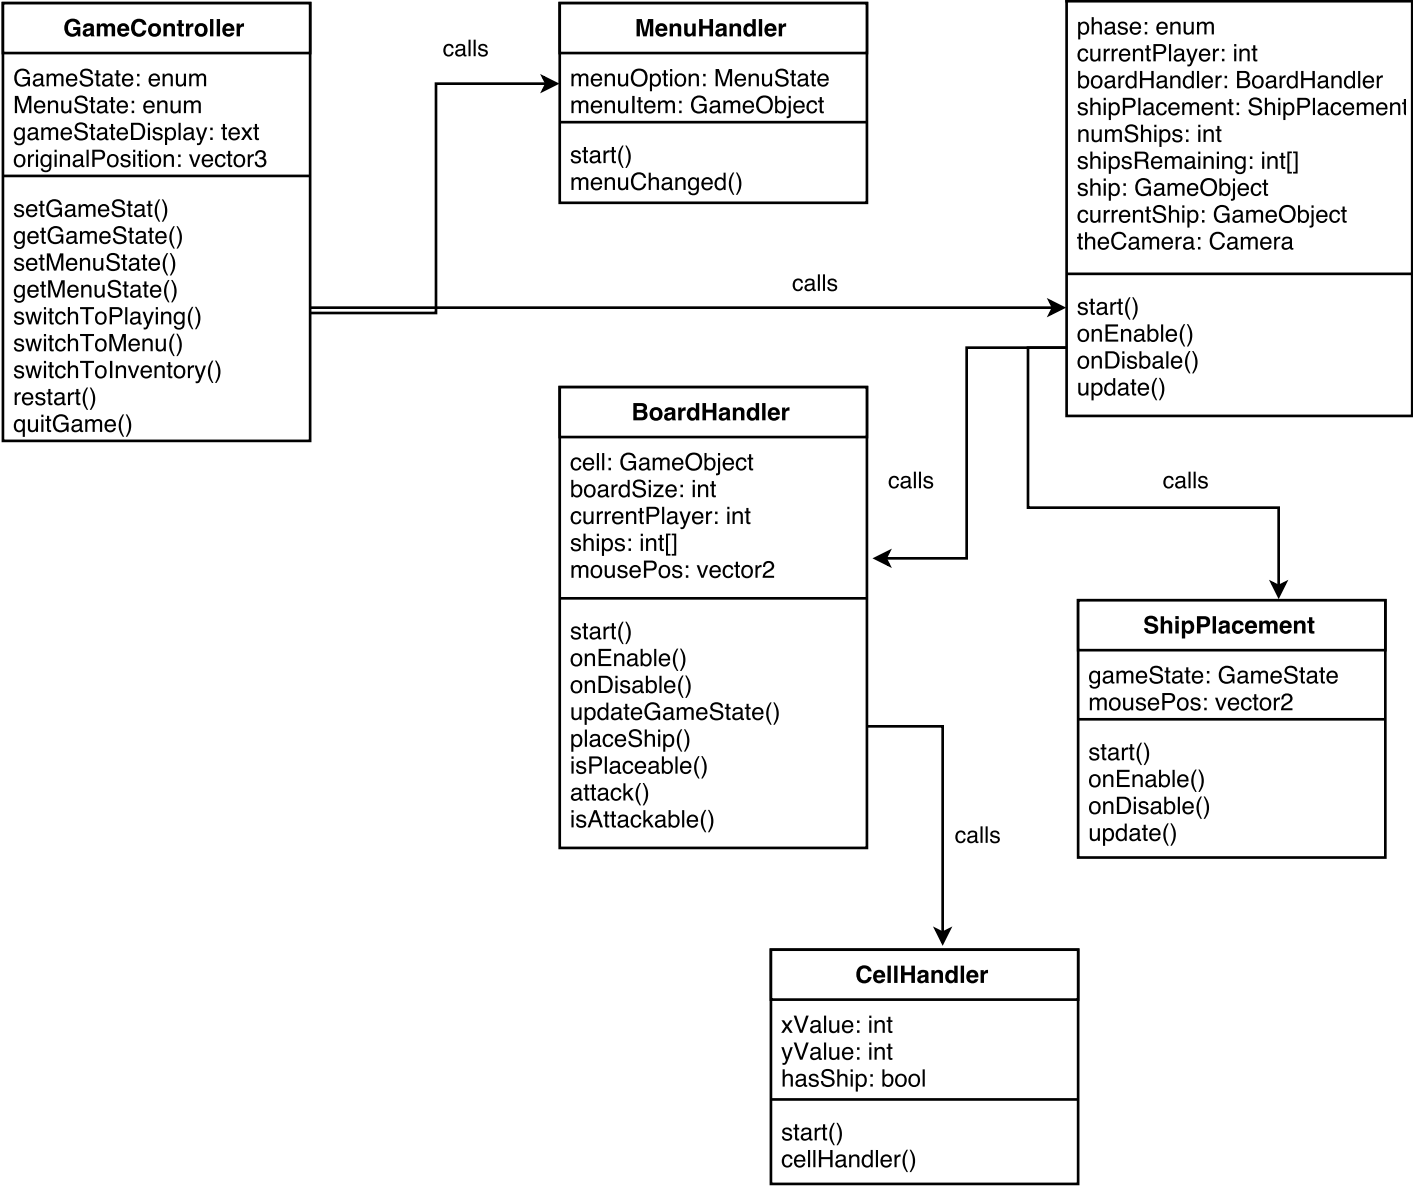 GameController
GameState: enum
MenuState: enum
gameStateDisplay: text
originalPosition: vector3
setGameStat()
getGameState()
setMenuState()
getMenuState()
switchToPlaying()
switchToMenu()
switchToInventory()
restart()
quitGame()
calls
MenuHandler
menuOption: MenuState
menuItem: GameObject
start()
menuChanged()
phase: enum
currentPlayer: int
boardHandler: BoardHandler
shipPlacement: ShipPlacement
numShips: int
shipsRemaining: int[]
ship: GameObject
currentShip: GameObject
theCamera: Camera
start()
onEnable()
onDisbale()
update()
calls
BoardHandler
cell: GameObject
boardSize: int
currentPlayer: int
ships: int[]
mousePos: vector2
start()
onEnable()
onDisable()
updateGameState()
placeShip()
isPlaceable()
attack()
isAttackable()
calls
calls
ShipPlacement
gameState: GameState
mousePos: vector2
start()
onEnable()
onDisable()
update()
calls
CellHandler
xValue: int
yValue: int
hasShip: bool
start()
cellHandler()